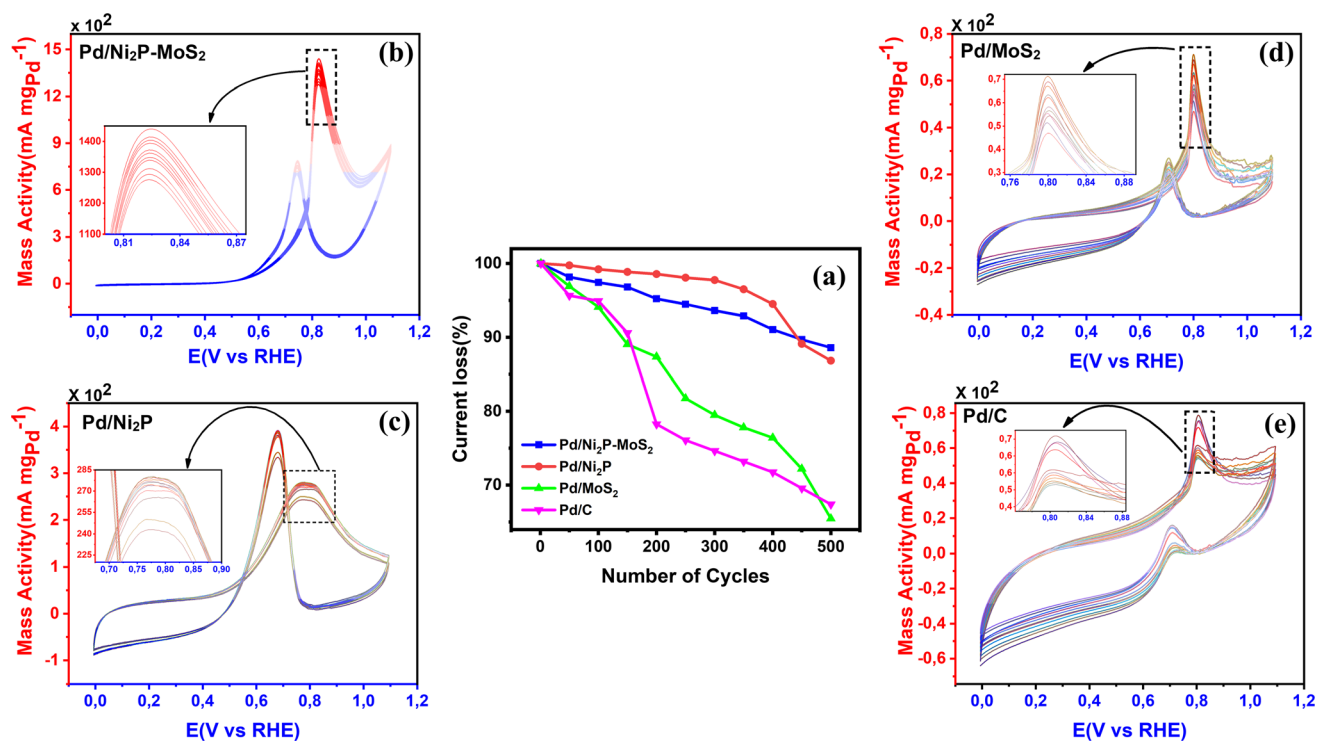 x 10²
(b)
Pd/Ni₂P-MoS₂
Mass Activity(mA mg_Pd⁻¹)
15
12
9
6
3
0
1400
1300
1200
1100
0,81 0,84 0,87
0,0 0,2 0,4 0,6 0,8 1,0 1,2
E(V vs RHE)
x 10²
(c)
Pd/Ni₂P
Mass Activity(mA mg_Pd⁻¹)
4
3
2
1
0
-1
285
270
255
240
225
0,70 0,75 0,80 0,85 0,90
0,0 0,2 0,4 0,6 0,8 1,0 1,2
E(V vs RHE)
(a)
Current loss(%)
100
90
80
70
Pd/Ni₂P-MoS₂
Pd/Ni₂P
Pd/MoS₂
Pd/C
0 100 200 300 400 500
Number of Cycles
x 10²
(d)
Pd/MoS₂
Mass Activity(mA mg_Pd⁻¹)
0,8
0,6
0,4
0,2
0,0
-0,2
-0,4
0,7
0,6
0,5
0,4
0,3
0,76 0,80 0,84 0,88
0,0 0,2 0,4 0,6 0,8 1,0 1,2
E(V vs RHE)
x 10²
(e)
Pd/C
Mass Activity(mA mg_Pd⁻¹)
0,8
0,6
0,4
0,2
0,0
-0,2
-0,4
-0,6
0,7
0,6
0,5
0,4
0,80 0,84 0,88
0,0 0,2 0,4 0,6 0,8 1,0 1,2
E(V vs RHE)